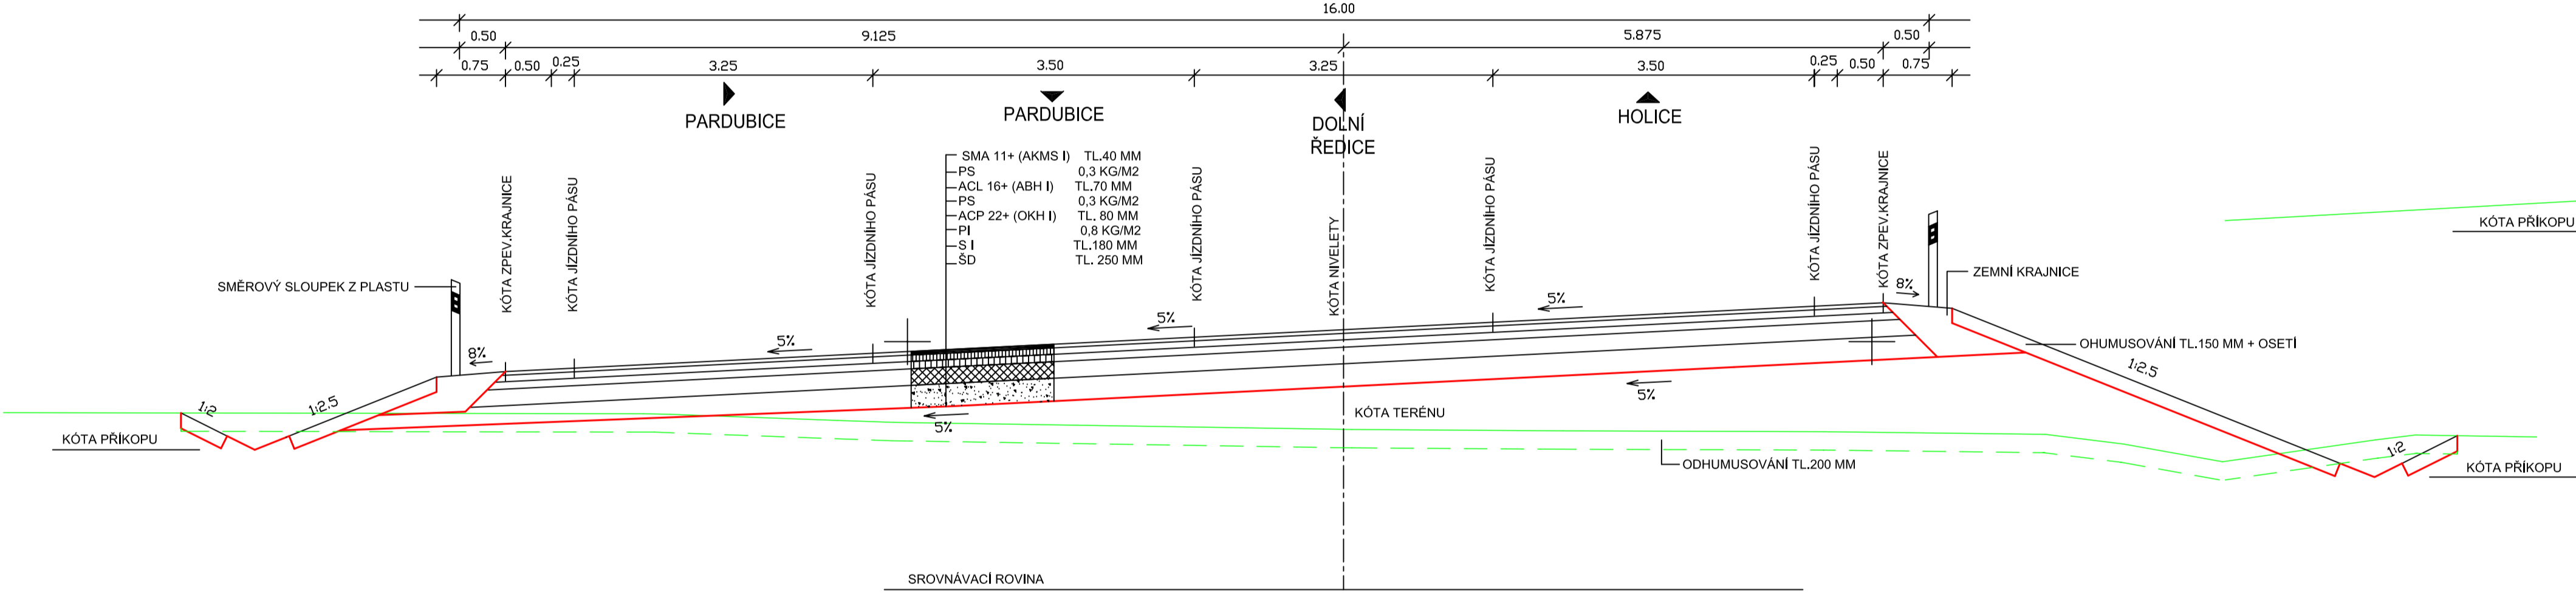 16.00
0.50 9.125 5.875 0.50
0.75 0.50 0.25 3.25 3.50 3.25 3.50 0.25 0.50 0.75
PARDUBICE
PARDUBICE
DOLNÍ
ŘEDICE
HOLICE
SMA 11+ (AKMS I) TL.40 MM
PS 0,3 KG/M2
ACL 16+ (ABH I) TL.70 MM
PS 0,3 KG/M2
ACP 22+ (OKH I) TL. 80 MM
PI 0,8 KG/M2
S I TL.180 MM
ŠD TL. 250 MM
KÓTA ZPEV.KRAJNICE
KÓTA JÍZDNÍHO PÁSU
KÓTA JÍZDNÍHO PÁSU
KÓTA JÍZDNÍHO PÁSU
KÓTA NIVELETY
KÓTA JÍZDNÍHO PÁSU
KÓTA JÍZDNÍHO PÁSU
KÓTA ZPEV.KRAJNICE
KÓTA PŘÍKOPU
SMĚROVÝ SLOUPEK Z PLASTU
ZEMNÍ KRAJNICE
8%
5%
5%
5%
8%
OHUMUSOVÁNÍ TL.150 MM + OSETÍ
1:2
1:2.5
1:2.5
5%
5%
KÓTA TERÉNU
KÓTA PŘÍKOPU
ODHUMUSOVÁNÍ TL.200 MM
1:2
KÓTA PŘÍKOPU
SROVNÁVACÍ ROVINA